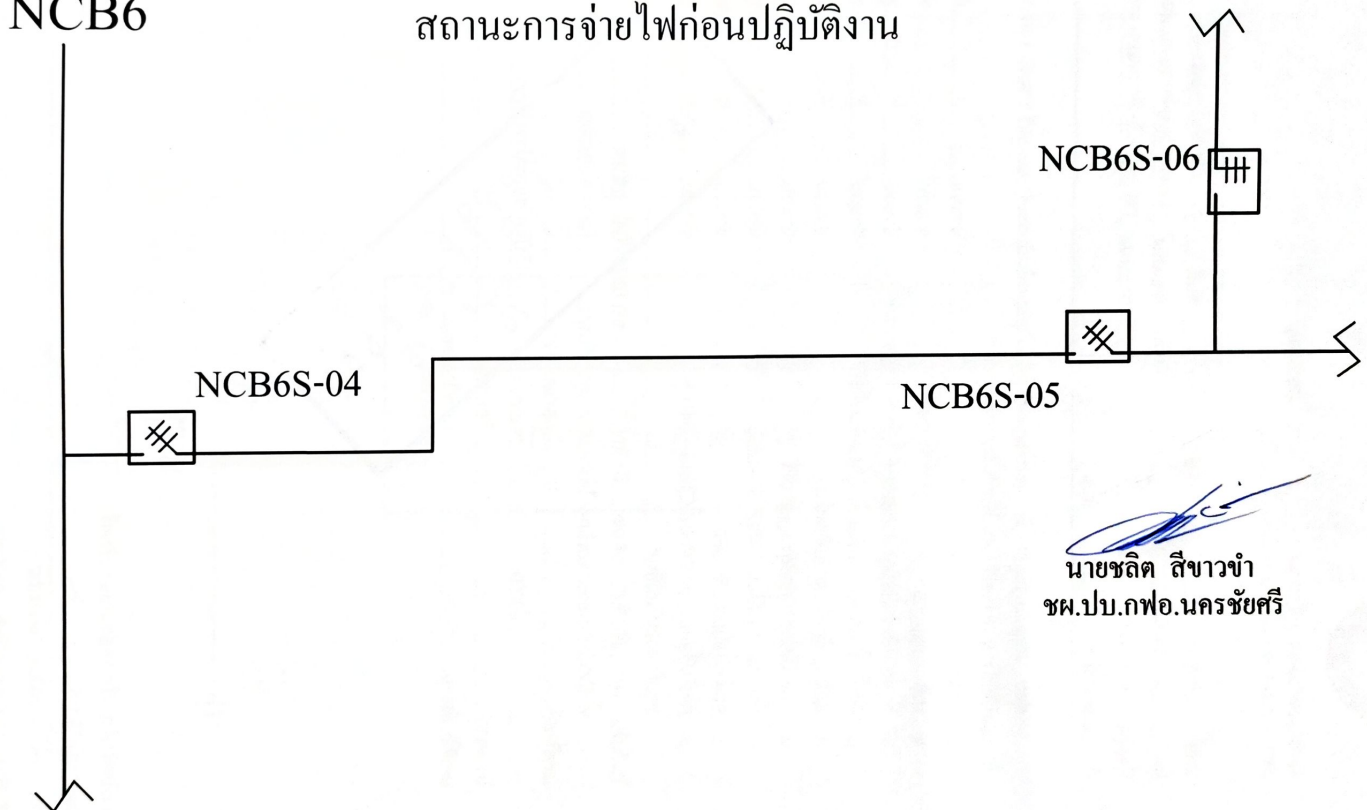 NCB6
สถานะการจ่ายไฟก่อนปฏิบัติงาน
NCB6S-06
NCB6S-04
NCB6S-05
นายชลิต สีขาวขำ
ชผ.ปบ.กฟอ.นครชัยศรี